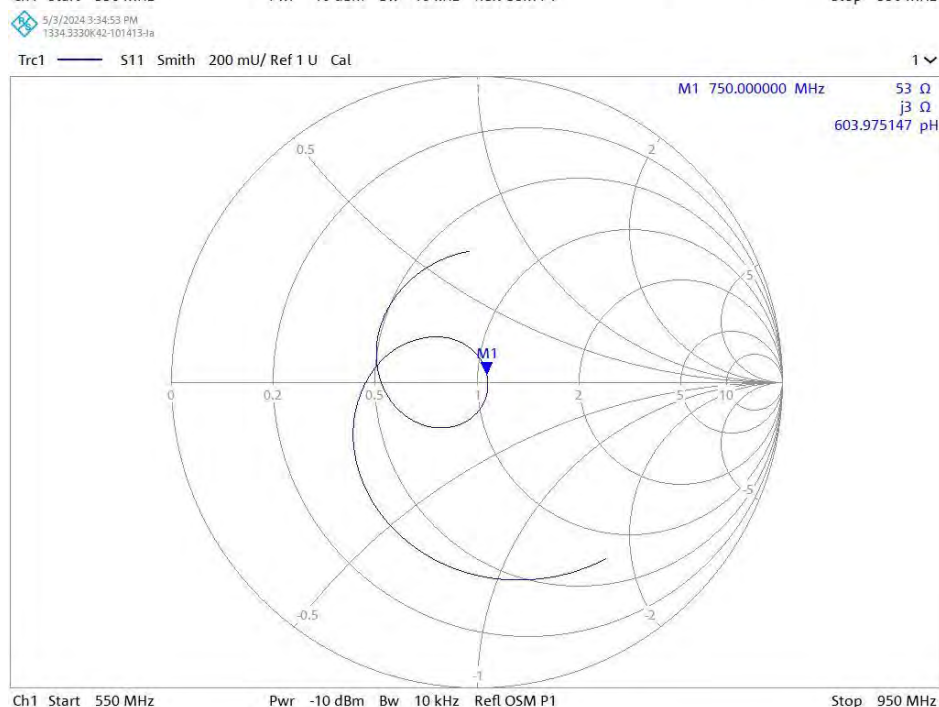 5/3/2024 3:34:53 PM
1334.3330K42-101413-Ja
Trc1 S11 Smith 200 mU/ Ref 1 U Cal 1
M1 750.000000 MHz 53 Ω
j3 Ω
603.975147 pH
1
0.5 2
5
M1
0 0.2 0.5 1 2 5 10
-5
-0.5 -2
-1
Ch1 Start 550 MHz Pwr -10 dBm Bw 10 kHz Refl OSM P1 Stop 950 MHz